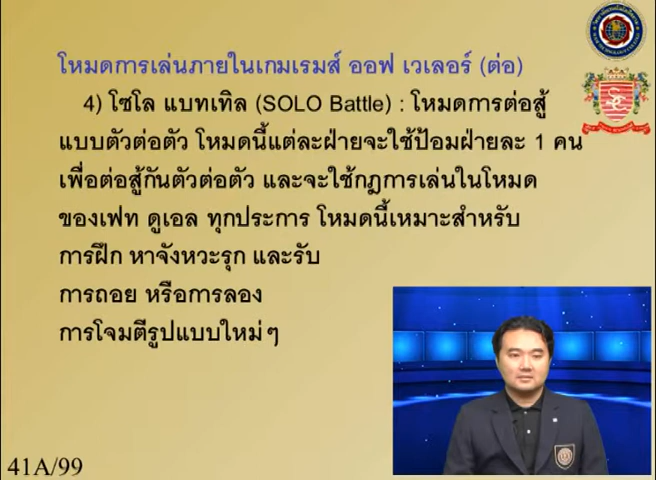 โหมดการเล่นภายในเกมเรมส์ ออฟ เวเลอร์ (ต่อ)
4) โซโล แบทเทิล (SOLO Battle) : โหมดการต่อสู้
แบบตัวต่อตัว โหมดนี้แต่ละฝ่ายจะใช้ป้อมฝ่ายละ 1 คน
เพื่อต่อสู้กันตัวต่อตัว และจะใช้กฎการเล่นในโหมด
ของเฟท ดูเอล ทุกประการ โหมดนี้เหมาะสำหรับ
การฝึก หาจังหวะรุก และรับ
การถอย หรือการลอง
การโจมตีรูปแบบใหม่ๆ
41A/99